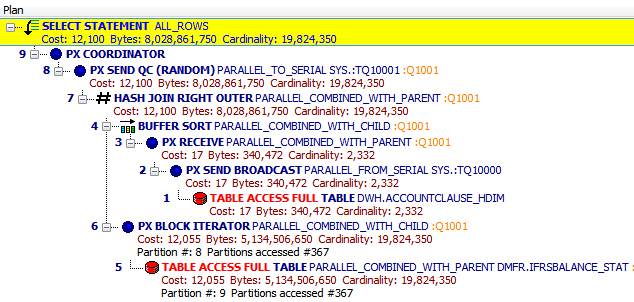 Plan
SELECT STATEMENT ALL_ROWS
Cost: 12,100 Bytes: 8,028,861,750 Cardinality: 19,824,350
9 PX COORDINATOR
8 PX SEND QC (RANDOM) PARALLEL_TO_SERIAL SYS.:TQ10001 :Q1001
Cost: 12,100 Bytes: 8,028,861,750 Cardinality: 19,824,350
7 # HASH JOIN RIGHT OUTER PARALLEL_COMBINED_WITH_PARENT :Q1001
Cost: 12,100 Bytes: 8,028,861,750 Cardinality: 19,824,350
4 BUFFER SORT PARALLEL_COMBINED_WITH_CHILD :Q1001
3 PX RECEIVE PARALLEL_COMBINED_WITH_PARENT :Q1001
Cost: 17 Bytes: 340,472 Cardinality: 2,332
2 PX SEND BROADCAST PARALLEL_FROM_SERIAL SYS.:TQ10000
Cost: 17 Bytes: 340,472 Cardinality: 2,332
1 TABLE ACCESS FULL TABLE DWH.ACCOUNTCLAUSE_HDIM
Cost: 17 Bytes: 340,472 Cardinality: 2,332
6 PX BLOCK ITERATOR PARALLEL_COMBINED_WITH_CHILD :Q1001
Cost: 12,055 Bytes: 5,134,506,650 Cardinality: 19,824,350
Partition #: 8 Partitions accessed #367
5 TABLE ACCESS FULL TABLE PARALLEL_COMBINED_WITH_PARENT DMFR.IFRSBALANCE_STAT :
Cost: 12,055 Bytes: 5,134,506,650 Cardinality: 19,824,350
Partition #: 9 Partitions accessed #367